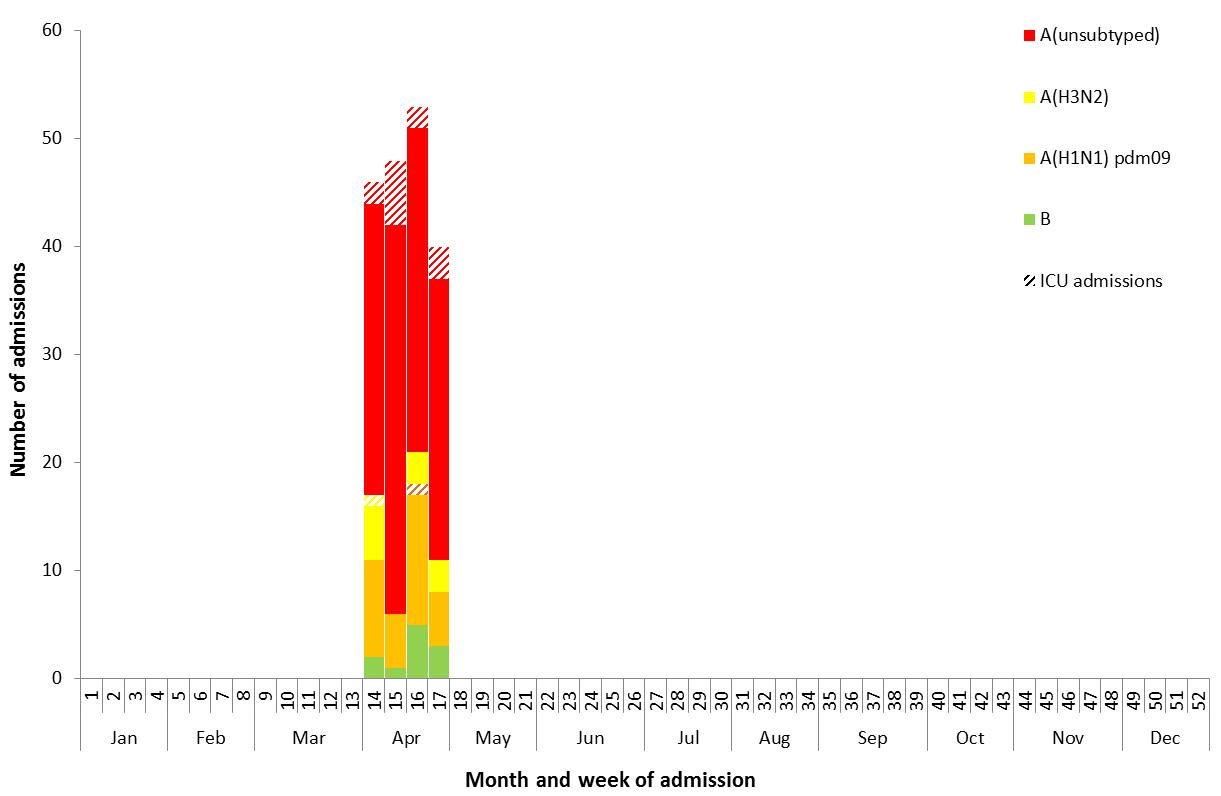 60
50
40
30
20
10
0
Number of admissions
A(unsubtyped)
A(H3N2)
A(H1N1) pdm09
B
ICU admissions
1 2 3 4 5 6 7 8 9 10 11 12 13 14 15 16 17 18 19 20 21 22 23 24 25 26 27 28 29 30 31 32 33 34 35 36 37 38 39 40 41 42 43 44 45 46 47 48 49 50 51 52
Jan Feb Mar Apr May Jun Jul Aug Sep Oct Nov Dec
Month and week of admission